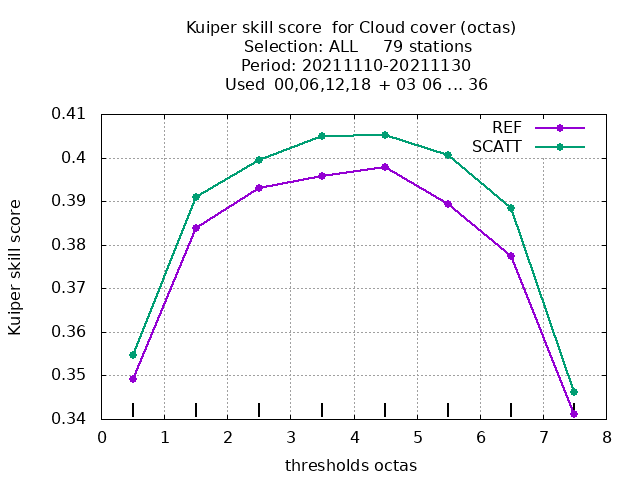 Kuiper skill score  for Cloud cover (octas)
Selection: ALL     79 stations
Period: 20211110-20211130
Used  00,06,12,18  + 03 06 ... 36
REF
SCATT
0.41
0.4
0.39
0.38
0.37
0.36
0.35
0.34
Kuiper skill score
0 1 2 3 4 5 6 7 8
thresholds octas